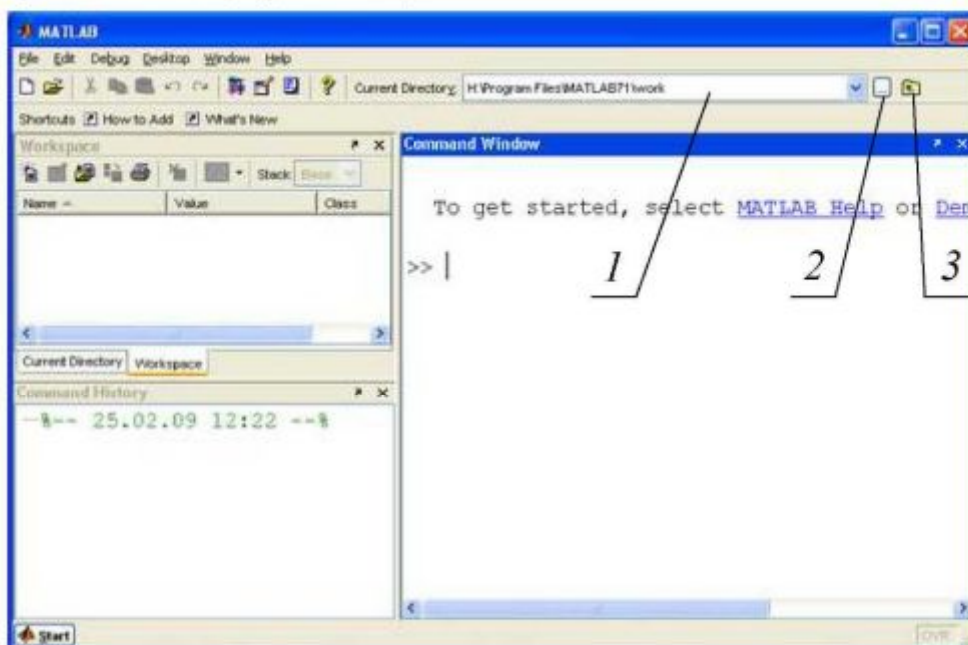 MATLAB
File Edit Debug Desktop Window Help
Current Directory: H:\Program Files\MATLAB71\work
Shortcuts How to Add What's New
Workspace
Stack: Base
Name Value Class
Current Directory Workspace
Command History
--%-- 25.02.09 12:22 --%
Command Window
To get started, select MATLAB Help or Dem
>>
1 2 3
Start
OVR